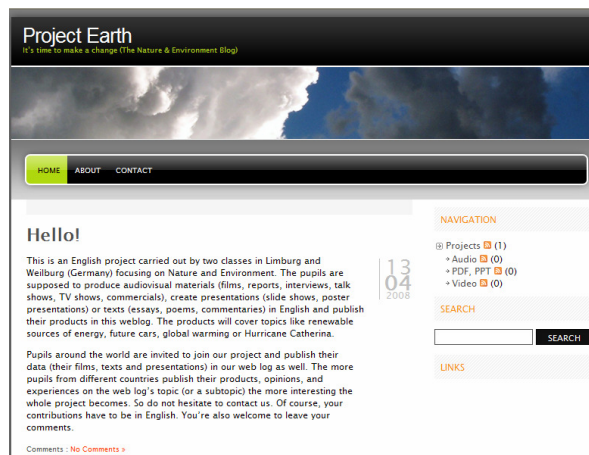 Project Earth
It's time to make a change (The Nature & Environment Blog)
HOME ABOUT CONTACT
Hello!
This is an English project carried out by two classes in Limburg and
Weilburg (Germany) focusing on Nature and Environment. The pupils are
supposed to produce audiovisual materials (films, reports, interviews, talk
shows, TV shows, commercials), create presentations (slide shows, poster
presentations) or texts (essays, poems, commentaries) in English and publish
their products in this weblog. The products will cover topics like renewable
sources of energy, future cars, global warming or Hurricane Catherina.
Pupils around the world are invited to join our project and publish their
data (their films, texts and presentations) in our web log as well. The more
pupils from different countries publish their products, opinions, and
experiences on the web log's topic (or a subtopic) the more interesting the
whole project becomes. So do not hesitate to contact us. Of course, your
contributions have to be in English. You're also welcome to leave your
comments.
Comments : No Comments »
13
04
2008
NAVIGATION
Projects (1)
Audio (0)
PDF, PPT (0)
Video (0)
SEARCH
SEARCH
LINKS